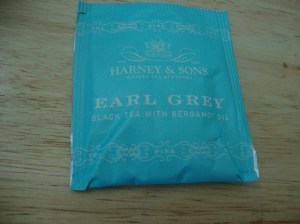 HARNEY & SONS
EARL GREY
BLACK TEA WITH BERGAMOT OIL